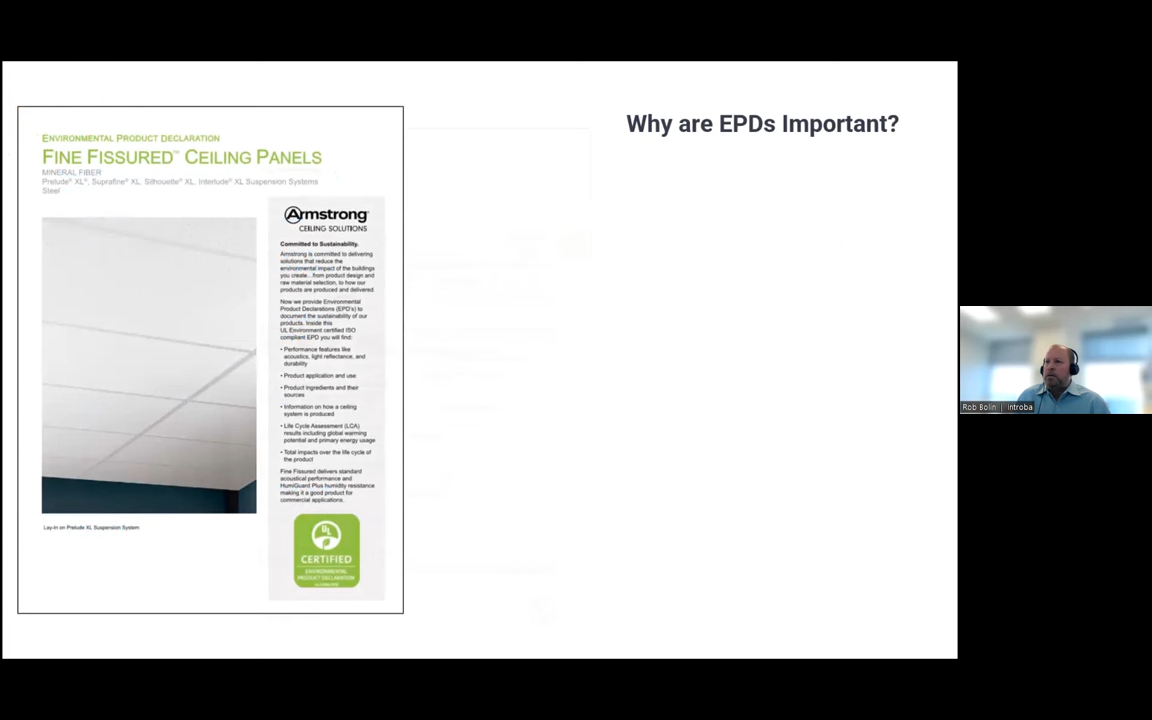 Why are EPDs Important?
ENVIRONMENTAL PRODUCT DECLARATION
FINE FISSURED™ CEILING PANELS
MINERAL FIBER
Prelude® XL®, Suprafine® XL, Silhouette® XL, Interlude® XL Suspension Systems
Steel
Armstrong®
CEILING SOLUTIONS
Committed to Sustainability.
Armstrong is committed to delivering
solutions that reduce the
environmental impact of the buildings
you create...from product design and
raw material selection, to how our
products are produced and delivered.
Now we provide Environmental
Product Declarations (EPD's) to
document the sustainability of our
products. Inside this
UL Environment certified ISO
compliant EPD you will find:
• Performance features like
acoustics, light reflectance, and
durability
• Product application and use
• Product ingredients and their
sources
• Information on how a ceiling
system is produced
• Life Cycle Assessment (LCA)
results including global warming
potential and primary energy usage
• Total impacts over the life cycle of
the product
Fine Fissured delivers standard
acoustical performance and
HumiGuard Plus humidity resistance
making it a good product for
commercial applications.
UL
CERTIFIED
ENVIRONMENTAL
PRODUCT DECLARATION
Lay-in on Prelude XL Suspension System
Rob Bolin | introba